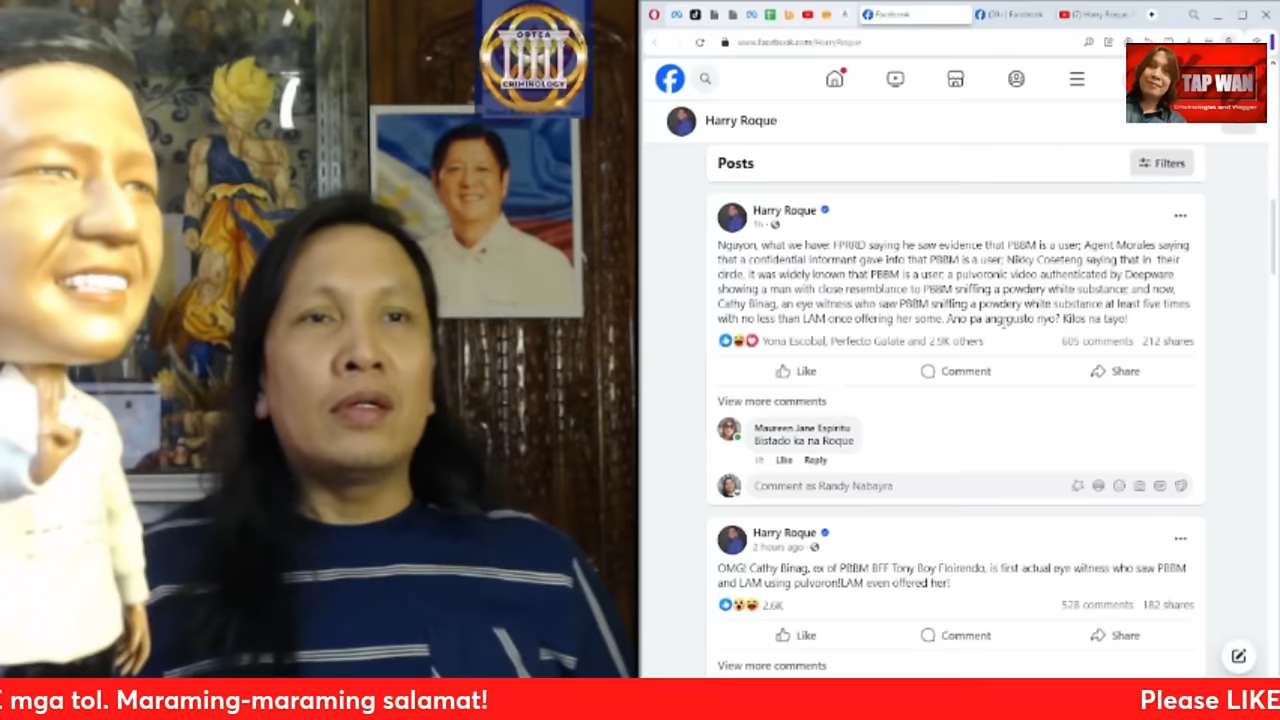 OBTEA
CRIMINOLOGY
Facebook
www.facebook.com/HarryRoque
TAP WAN
Criminologist and Vlogger
Harry Roque
Posts
Filters
Harry Roque
1h
Ngayon, what we have: FPRRD saying he saw evidence that PBBM is a user; Agent Morales saying
that a confidential informant gave info that PBBM is a user; Nikky Coseteng saying that in their
circle, it was widely known that PBBM is a user; a pulvoronic video authenticated by Deepware
showing a man with close resemblance to PBBM sniffing a powdery white substance; and now,
Cathy Binag, an eye witness who saw PBBM sniffing a powdery white substance at least five times
with no less than LAM once offering her some. Ano pa ang gusto nyo? Kilos na tayo!
Yona Escobal, Perfecto Galate and 2.9K others
605 comments 212 shares
Like
Comment
Share
View more comments
Maureen Jane Espiritu
Bistado ka na Roque
1h Like Reply
Comment as Randy Nabayra
Harry Roque
2 hours ago
OMG! Cathy Binag, ex of PBBM BFF Tony Boy Floirendo, is first actual eye witness who saw PBBM
and LAM using pulvoron!LAM even offered her!
2.6K
528 comments 182 shares
Like
Comment
Share
View more comments
mga tol. Maraming-maraming salamat!
Please LIKE